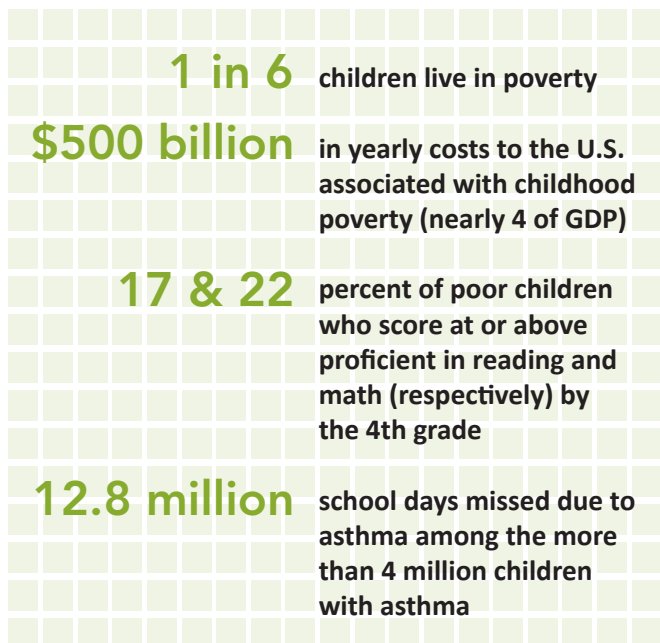 1 in 6 children live in poverty
$500 billion in yearly costs to the U.S.
associated with childhood
poverty (nearly 4 of GDP)
17 & 22 percent of poor children
who score at or above
proficient in reading and
math (respectively) by
the 4th grade
12.8 million school days missed due to
asthma among the more
than 4 million children
with asthma